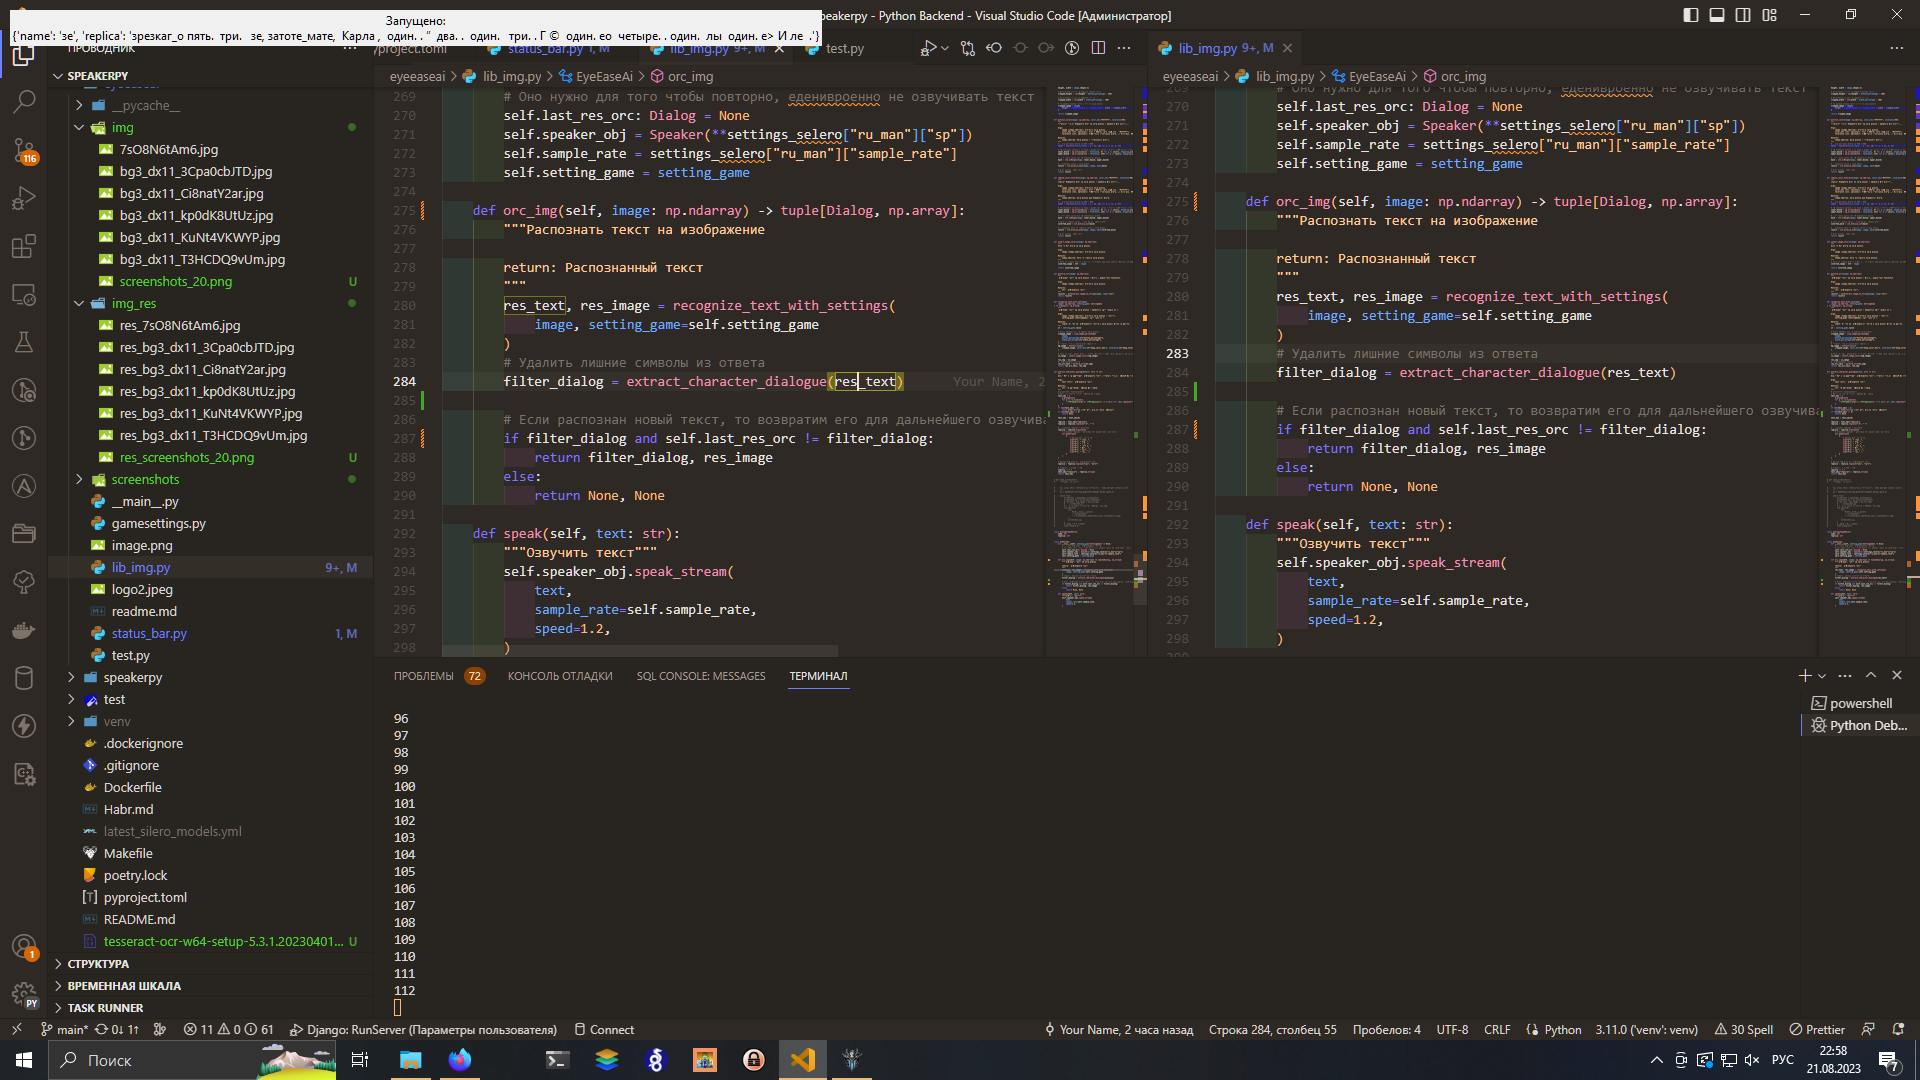 Запущено:
{'name': 'зе', 'replica': 'зрезкаг_о пять. три. зе, затоте_мате, Карла , один. . “ два. . один. три. . Г © один. ео четыре. . один. лы один. е> И ле .'}
speakerpy - Python Backend - Visual Studio Code [Администратор]
ПРОВОДНИК
pyproject.toml
status_bar.py 1, M
lib_img.py 9+, M
test.py
lib_img.py 9+, M
SPEAKERPY
__pycache__
img
7sO8N6tAm6.jpg
bg3_dx11_3Cpa0cbJTD.jpg
bg3_dx11_Ci8natY2ar.jpg
bg3_dx11_kp0dK8UtUz.jpg
bg3_dx11_KuNt4VKWYP.jpg
bg3_dx11_T3HCDQ9vUm.jpg
screenshots_20.png U
img_res
res_7sO8N6tAm6.jpg
res_bg3_dx11_3Cpa0cbJTD.jpg
res_bg3_dx11_Ci8natY2ar.jpg
res_bg3_dx11_kp0dK8UtUz.jpg
res_bg3_dx11_KuNt4VKWYP.jpg
res_bg3_dx11_T3HCDQ9vUm.jpg
res_screenshots_20.png U
screenshots
__main__.py
gamesettings.py
image.png
lib_img.py 9+, M
logo2.jpeg
readme.md
status_bar.py 1, M
test.py
speakerpy
test
venv
.dockerignore
.gitignore
Dockerfile
Habr.md
latest_silero_models.yml
Makefile
poetry.lock
pyproject.toml
README.md
tesseract-ocr-w64-setup-5.3.1.20230401... U
СТРУКТУРА
ВРЕМЕННАЯ ШКАЛА
TASK RUNNER
116
1
PY
eyeeaseai > lib_img.py > EyeEaseAi > orc_img
269 # Оно нужно для того чтобы повторно, еденивроенно не озвучивать текст
270 self.last_res_orc: Dialog = None
271 self.speaker_obj = Speaker(**settings_selero["ru_man"]["sp"])
272 self.sample_rate = settings_selero["ru_man"]["sample_rate"]
273 self.setting_game = setting_game
274
275 def orc_img(self, image: np.ndarray) -> tuple[Dialog, np.array]:
276 """Распознать текст на изображение
277
278 return: Распознанный текст
279 """
280 res_text, res_image = recognize_text_with_settings(
281 image, setting_game=self.setting_game
282 )
283 # Удалить лишние символы из ответа
284 filter_dialog = extract_character_dialogue(res_text) Your Name, 2
285
286 # Если распознан новый текст, то возвратим его для дальнейшего озвучива
287 if filter_dialog and self.last_res_orc != filter_dialog:
288 return filter_dialog, res_image
289 else:
290 return None, None
291
292 def speak(self, text: str):
293 """Озвучить текст"""
294 self.speaker_obj.speak_stream(
295 text,
296 sample_rate=self.sample_rate,
297 speed=1.2,
298 )
eyeeaseai > lib_img.py > EyeEaseAi > orc_img
269 # Оно нужно для того чтобы повторно, еденивроенно не озвучивать текст
270 self.last_res_orc: Dialog = None
271 self.speaker_obj = Speaker(**settings_selero["ru_man"]["sp"])
272 self.sample_rate = settings_selero["ru_man"]["sample_rate"]
273 self.setting_game = setting_game
274
275 def orc_img(self, image: np.ndarray) -> tuple[Dialog, np.array]:
276 """Распознать текст на изображение
277
278 return: Распознанный текст
279 """
280 res_text, res_image = recognize_text_with_settings(
281 image, setting_game=self.setting_game
282 )
283 # Удалить лишние символы из ответа
284 filter_dialog = extract_character_dialogue(res_text)
285
286 # Если распознан новый текст, то возвратим его для дальнейшего озвучива
287 if filter_dialog and self.last_res_orc != filter_dialog:
288 return filter_dialog, res_image
289 else:
290 return None, None
291
292 def speak(self, text: str):
293 """Озвучить текст"""
294 self.speaker_obj.speak_stream(
295 text,
296 sample_rate=self.sample_rate,
297 speed=1.2,
298 )
ПРОБЛЕМЫ 72 КОНСОЛЬ ОТЛАДКИ SQL CONSOLE: MESSAGES ТЕРМИНАЛ
96
97
98
99
100
101
102
103
104
105
106
107
108
109
110
111
112
powershell
Python Deb...
main* 0↓ 1↑ 11 0 61 Django: RunServer (Параметры пользователя) Connect
Your Name, 2 часа назад Строка 284, столбец 55 Пробелов: 4 UTF-8 CRLF Python 3.11.0 ('venv': venv) 30 Spell Prettier
Поиск
РУС
22:58
21.08.2023
7